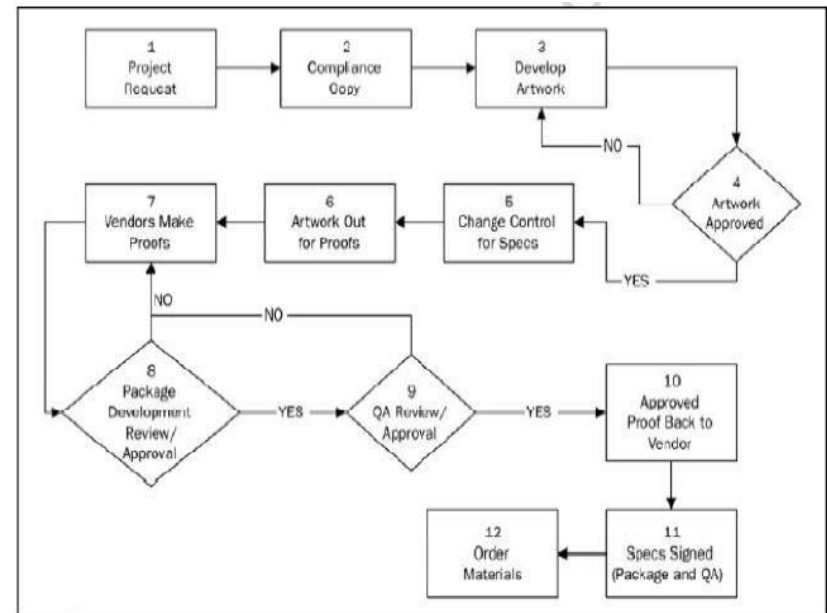 1
Project
Request
2
Compliance
Copy
3
Develop
Artwork
NO
4
Artwork
Approved
7
Vendors Make
Proofs
6
Artwork Out
for Proofs
5
Change Control
for Specs
YES
NO
NO
8
Package
Development
Review/
Approval
YES
9
QA Review/
Approval
YES
10
Approved
Proof Back to
Vendor
12
Order
Materials
11
Specs Signed
(Package and QA)